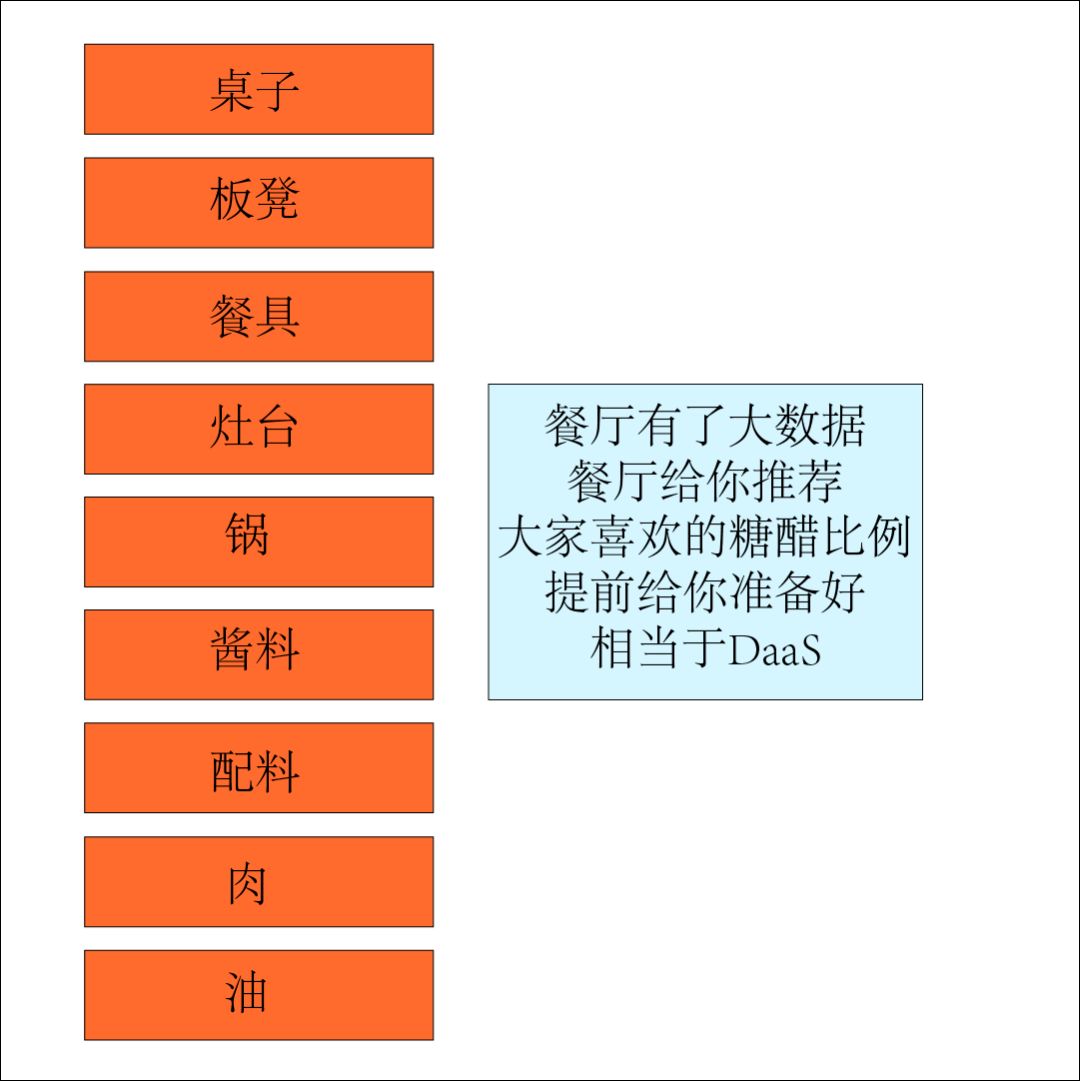 桌子
板凳
餐具
灶台
锅
酱料
配料
肉
油
餐厅有了大数据
餐厅给你推荐
大家喜欢的糖醋比例
提前给你准备好
相当于DaaS